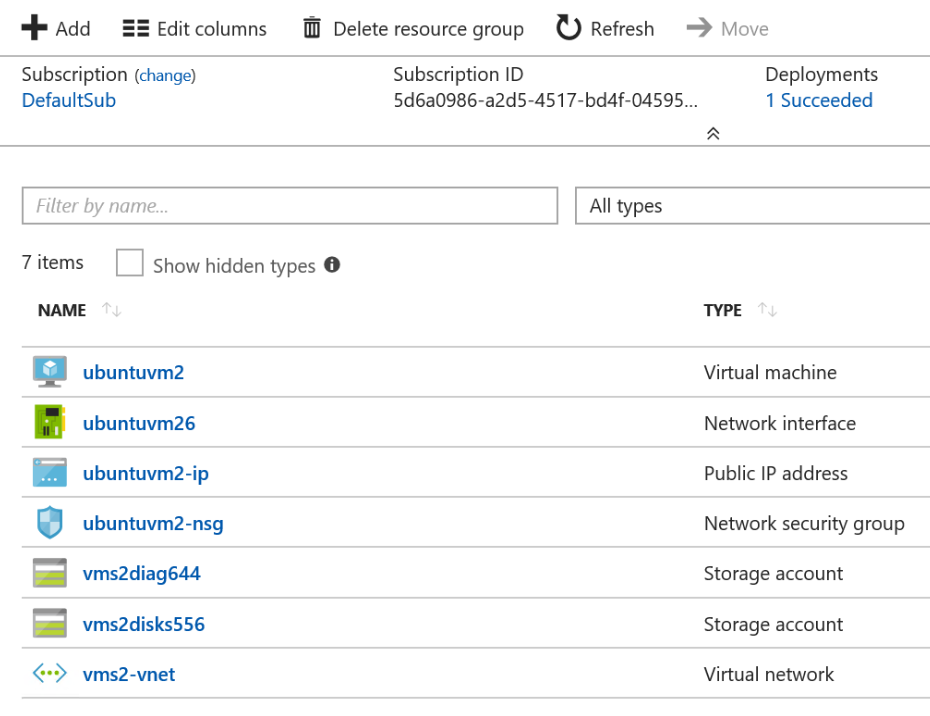 Add Edit columns Delete resource group Refresh Move
Subscription (change) Subscription ID Deployments
DefaultSub 5d6a0986-a2d5-4517-bd4f-04595... 1 Succeeded
Filter by name... All types
7 items Show hidden types
NAME TYPE
ubuntuvm2 Virtual machine
ubuntuvm26 Network interface
ubuntuvm2-ip Public IP address
ubuntuvm2-nsg Network security group
vms2diag644 Storage account
vms2disks556 Storage account
vms2-vnet Virtual network